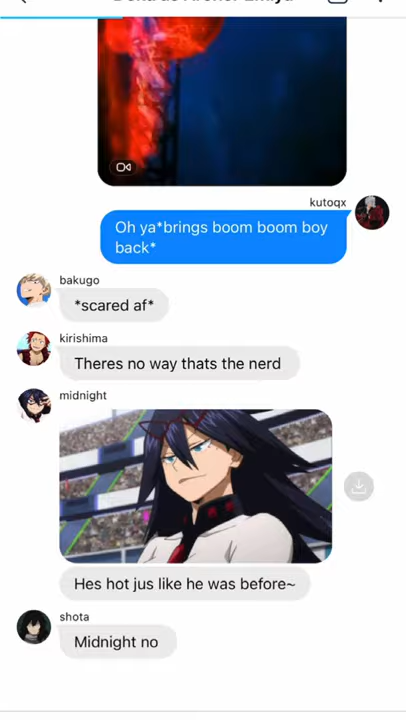 kutoqx
Oh ya*brings boom boom boy
back*
bakugo
*scared af*
kirishima
Theres no way thats the nerd
midnight
Hes hot jus like he was before~
shota
Midnight no